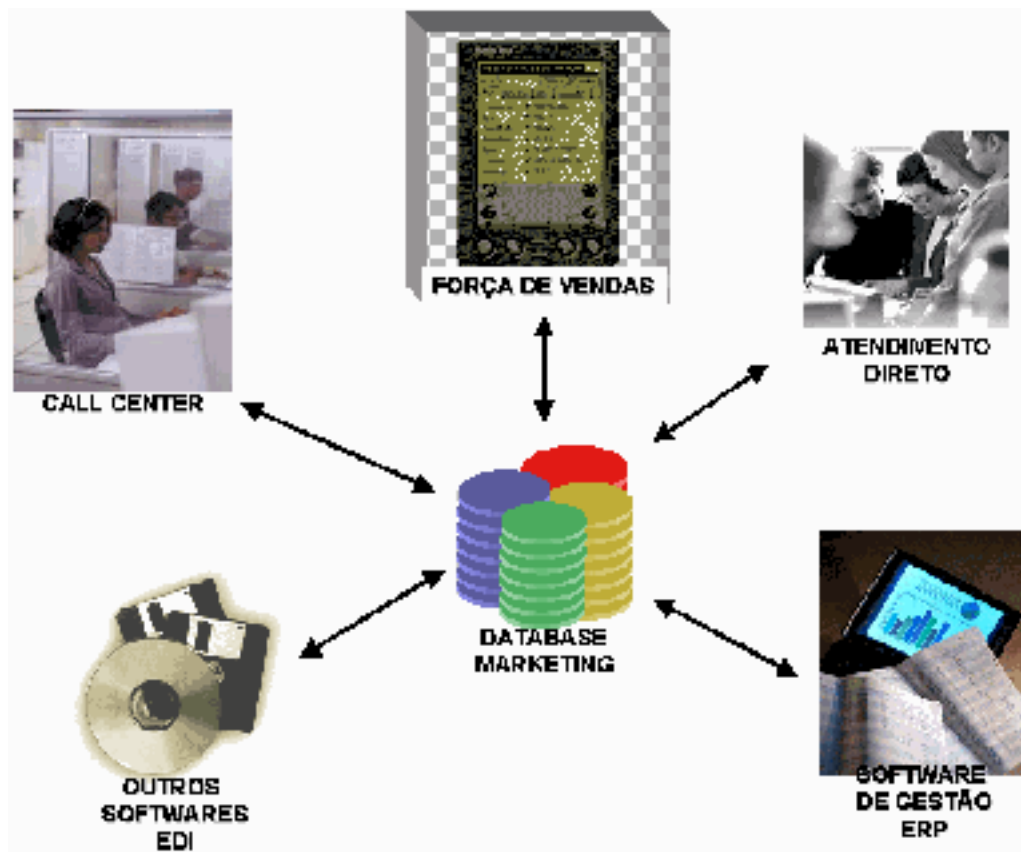 FORÇA DE VENDAS
ATENDIMENTO
DIRETO
CALL CENTER
DATABASE
MARKETING
OUTROS
SOFTWARES
EDI
SOFTWARE
DE GESTÃO
ERP